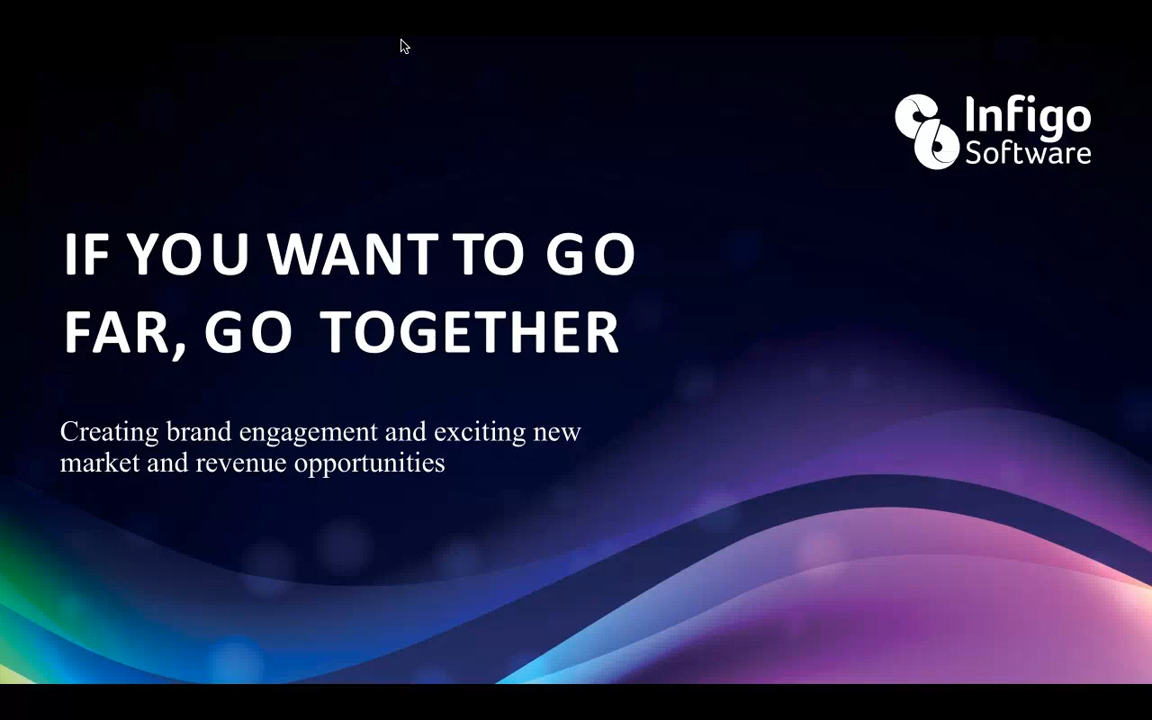 Infigo
Software
IF YOU WANT TO GO
FAR, GO TOGETHER
Creating brand engagement and exciting new
market and revenue opportunities